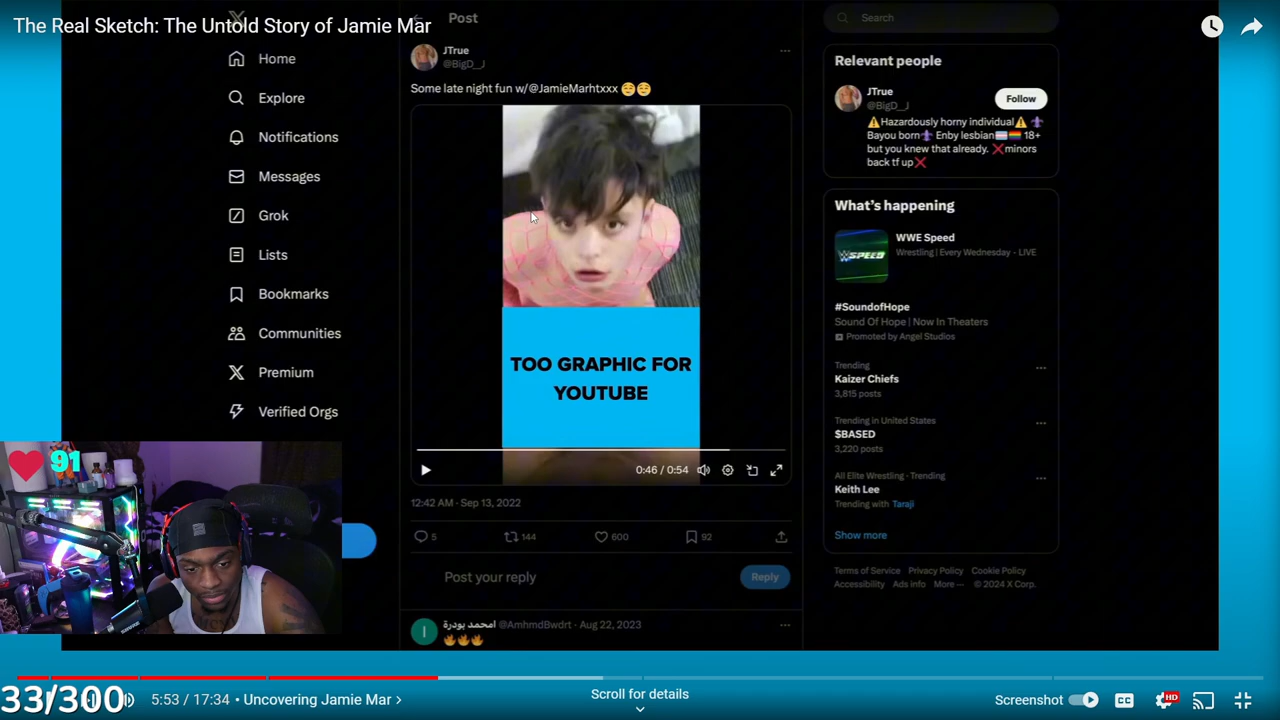 The Real Sketch: The Untold Story of Jamie Mar
Home
Explore
Notifications
Messages
Grok
Lists
Bookmarks
Communities
Premium
Verified Orgs
91
Post
JTrue
@BigD__J
Some late night fun w/@JamieMarhtxxx
TOO GRAPHIC FOR
YOUTUBE
0:46 / 0:54
12:42 AM · Sep 13, 2022
5
144
600
92
Post your reply
Reply
امحمد بودرة @AmhmdBwdrt · Aug 22, 2023
Search
Relevant people
JTrue
@BigD__J
Follow
⚠️Hazardously horny individual⚠️
Bayou born Enby lesbian 18+
but you knew that already. ❌minors
back tf up❌
What's happening
WWE Speed
Wrestling | Every Wednesday - LIVE
SPEED
#SoundofHope
Sound Of Hope | Now In Theaters
Promoted by Angel Studios
Trending
Kaizer Chiefs
3,815 posts
Trending in United States
$BASED
3,220 posts
All Elite Wrestling · Trending
Keith Lee
Trending with Taraji
Show more
Terms of Service Privacy Policy Cookie Policy
Accessibility Ads info More ··· © 2024 X Corp.
33/300
5:53 / 17:34 • Uncovering Jamie Mar
Scroll for details
Screenshot
CC
HD